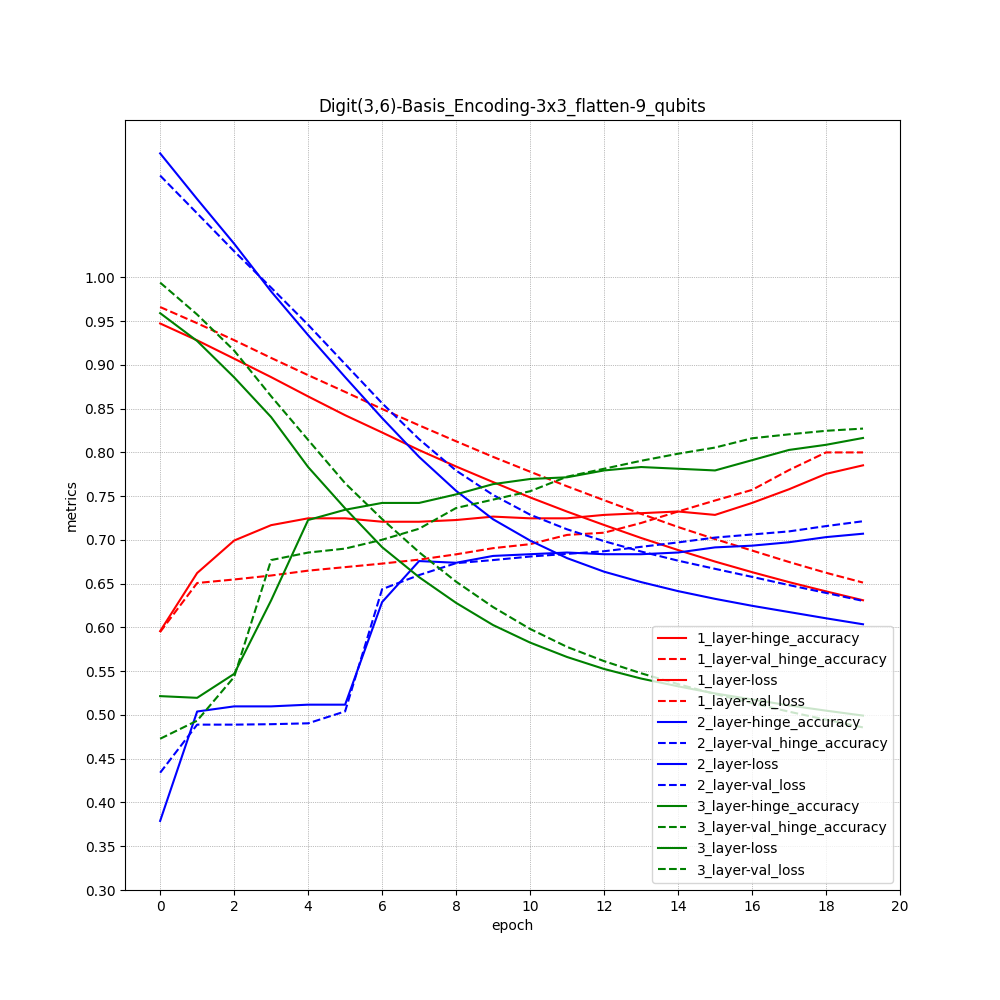 Digit(3,6)-Basis_Encoding-3x3_flatten-9_qubits
metrics
1.00
0.95
0.90
0.85
0.80
0.75
0.70
0.65
0.60
0.55
0.50
0.45
0.40
0.35
0.30
1_layer-hinge_accuracy
1_layer-val_hinge_accuracy
1_layer-loss
1_layer-val_loss
2_layer-hinge_accuracy
2_layer-val_hinge_accuracy
2_layer-loss
2_layer-val_loss
3_layer-hinge_accuracy
3_layer-val_hinge_accuracy
3_layer-loss
3_layer-val_loss
0 2 4 6 8 10 12 14 16 18 20
epoch